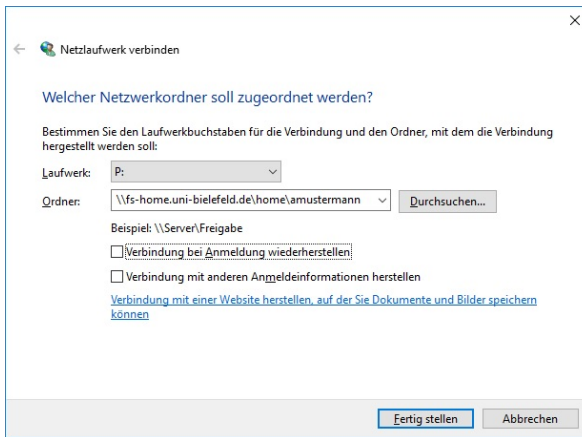 Netzlaufwerk verbinden
Welcher Netzwerkordner soll zugeordnet werden?
Bestimmen Sie den Laufwerkbuchstaben für die Verbindung und den Ordner, mit dem die Verbindung
hergestellt werden soll:
Laufwerk: P:
Ordner: \\fs-home.uni-bielefeld.de\home\amustermann Durchsuchen...
Beispiel: \\Server\Freigabe
Verbindung bei Anmeldung wiederherstellen
Verbindung mit anderen Anmeldeinformationen herstellen
Verbindung mit einer Website herstellen, auf der Sie Dokumente und Bilder speichern
können
Fertig stellen Abbrechen